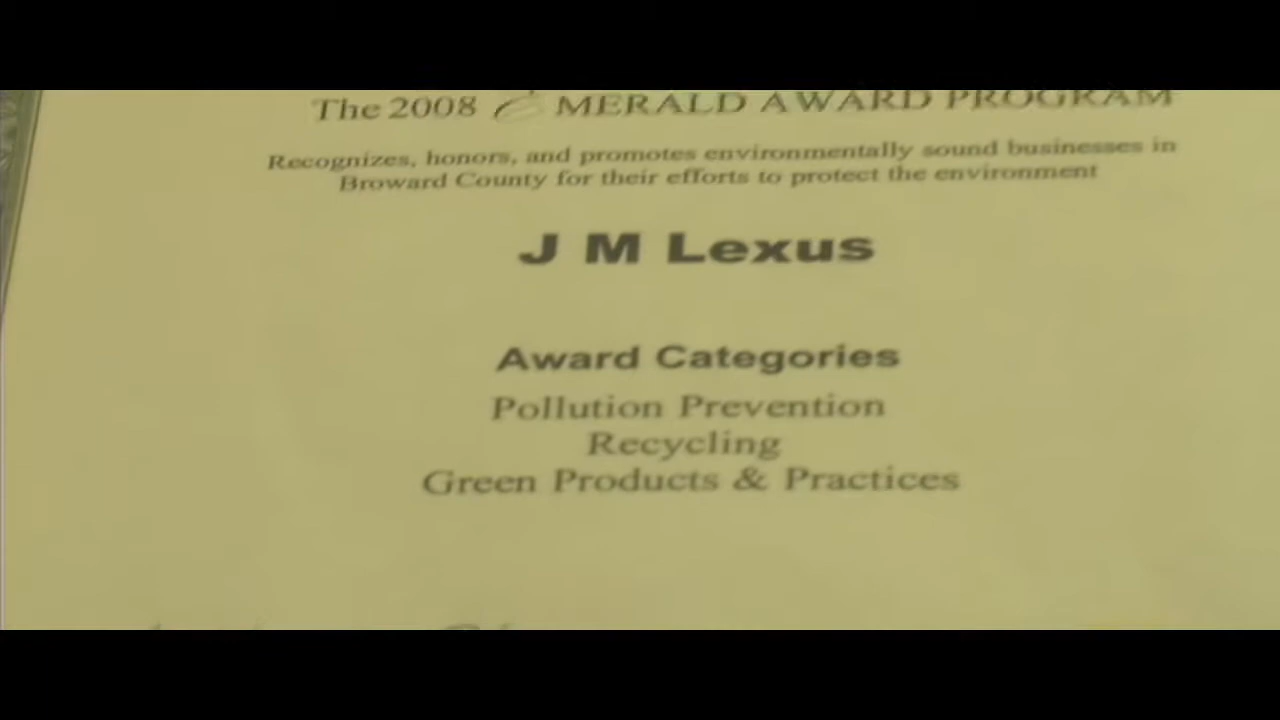 The 2008 EMERALD AWARD PROGRAM
Recognizes, honors, and promotes environmentally sound businesses in
Broward County for their efforts to protect the environment
J M Lexus
Award Categories
Pollution Prevention
Recycling
Green Products & Practices